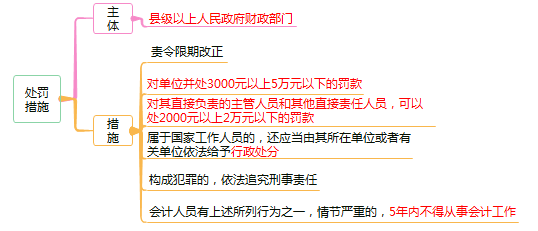 处罚
措施
主
体
县级以上人民政府财政部门
措
施
责令限期改正
对单位并处3000元以上5万元以下的罚款
对其直接负责的主管人员和其他直接责任人员，可以
处2000元以上2万元以下的罚款
属于国家工作人员的，还应当由其所在单位或者有
关单位依法给予行政处分
构成犯罪的，依法追究刑事责任
会计人员有上述所列行为之一，情节严重的，5年内不得从事会计工作